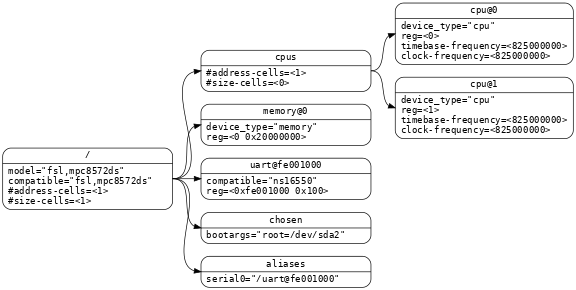 /
model="fsl,mpc8572ds"
compatible="fsl,mpc8572ds"
#address-cells=<1>
#size-cells=<1>
cpus
#address-cells=<1>
#size-cells=<0>
memory@0
device_type="memory"
reg=<0 0x20000000>
uart@fe001000
compatible="ns16550"
reg=<0xfe001000 0x100>
chosen
bootargs="root=/dev/sda2"
aliases
serial0="/uart@fe001000"
cpu@0
device_type="cpu"
reg=<0>
timebase-frequency=<825000000>
clock-frequency=<825000000>
cpu@1
device_type="cpu"
reg=<1>
timebase-frequency=<825000000>
clock-frequency=<825000000>